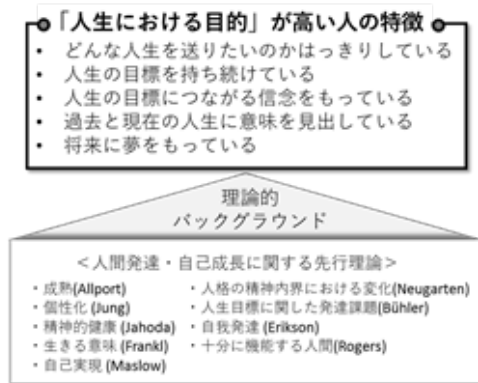 「人生における目的」が高い人の特徴
• どんな人生を送りたいのかはっきりしている
• 人生の目標を持ち続けている
• 人生の目標につながる信念をもっている
• 過去と現在の人生に意味を見出している
• 将来に夢をもっている
理論的
バックグラウンド
＜人間発達・自己成長に関する先行理論＞
・成熟(Allport)
・個性化 (Jung)
・精神的健康 (Jahoda)
・生きる意味 (Frankl)
・自己実現 (Maslow)
・人格の精神内界における変化(Neugarten)
・人生目標に関した発達課題(Bühler)
・自我発達 (Erikson)
・十分に機能する人間(Rogers)